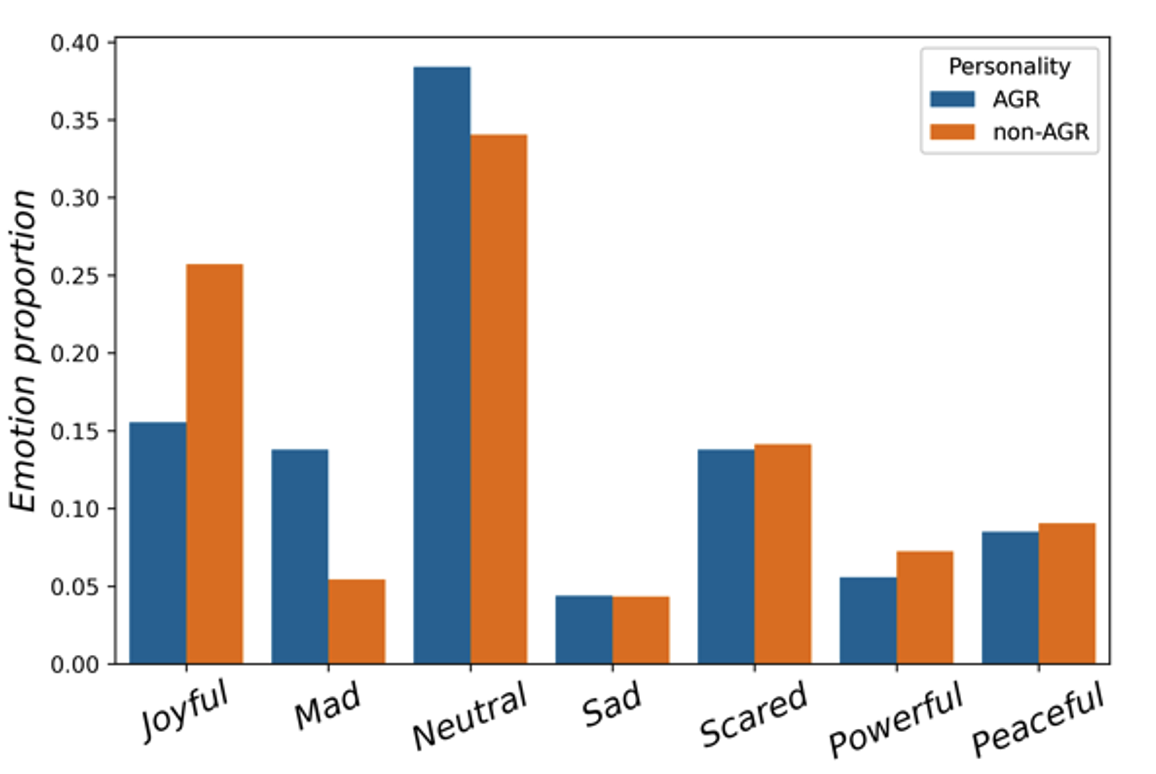 Emotion proportion
0.40
0.35
0.30
0.25
0.20
0.15
0.10
0.05
0.00
Personality
AGR
non-AGR
Joyful
Mad
Neutral
Sad
Scared
Powerful
Peaceful